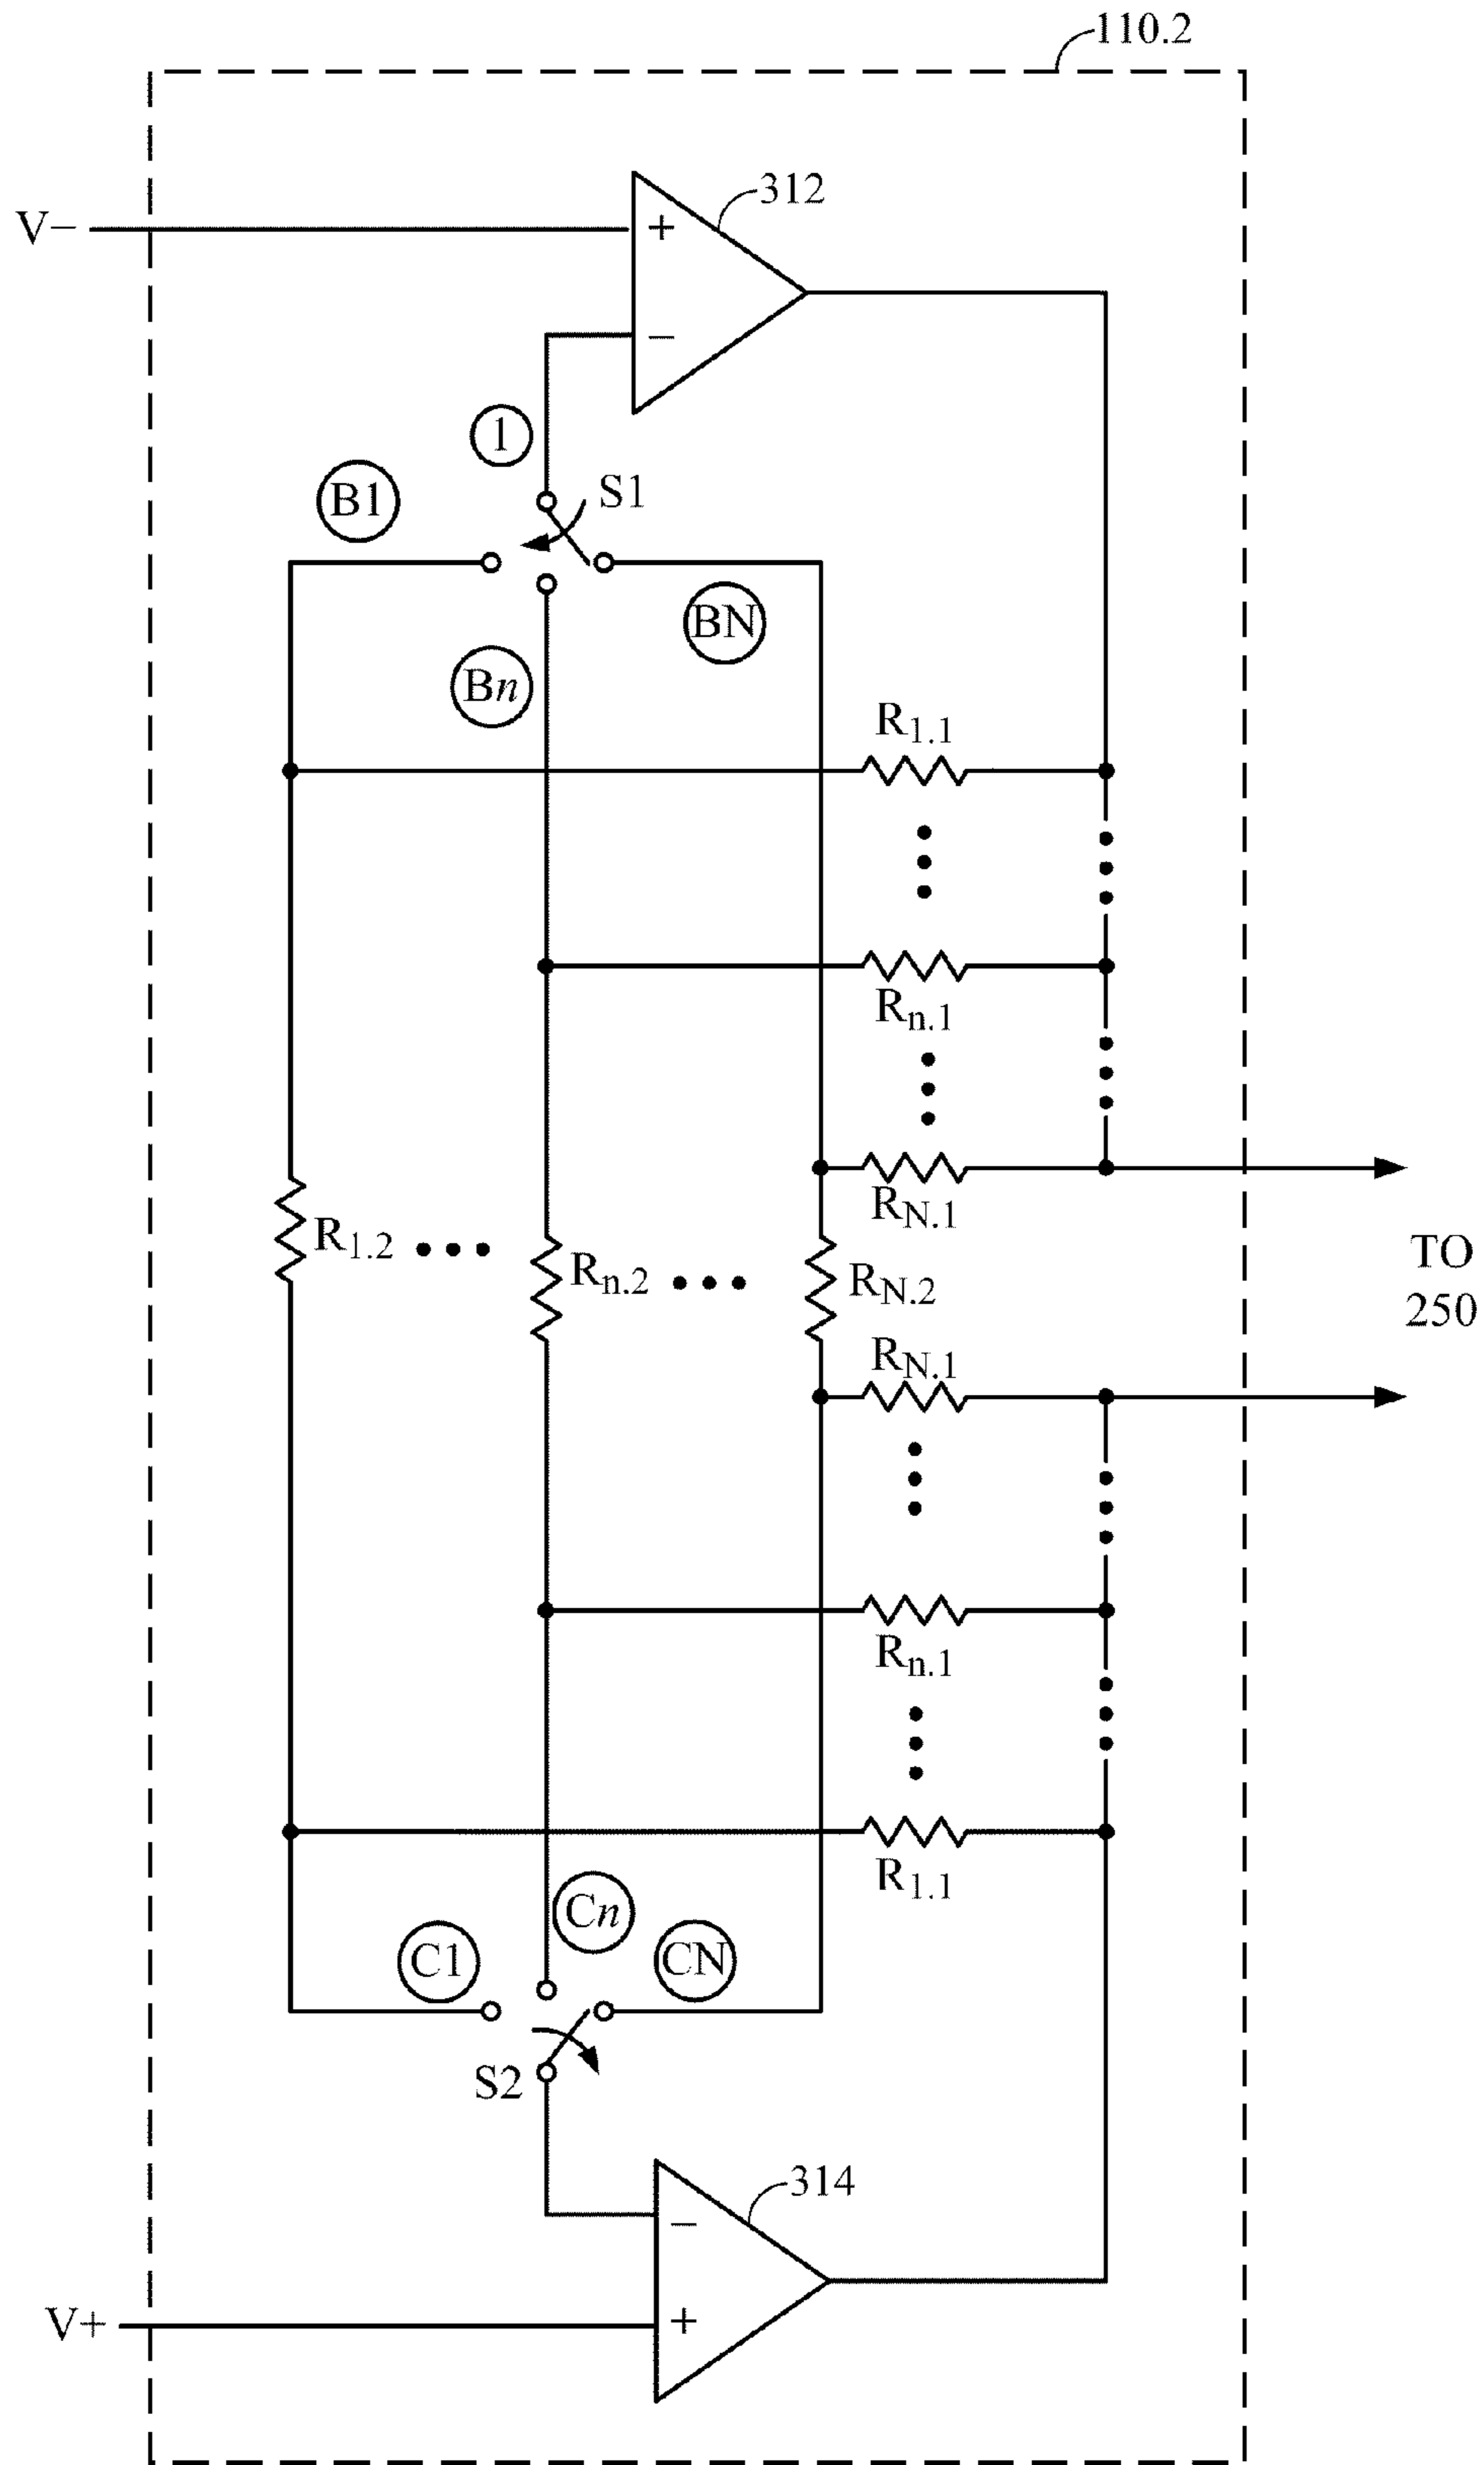 110.2
312
V−
+
−
1
S1
B1
BN
Bn
R1.1
Rn.1
RN.1
R1.2
Rn.2
RN.2
TO
250
RN.1
Rn.1
R1.1
Cn
C1
CN
S2
314
−
V+
+